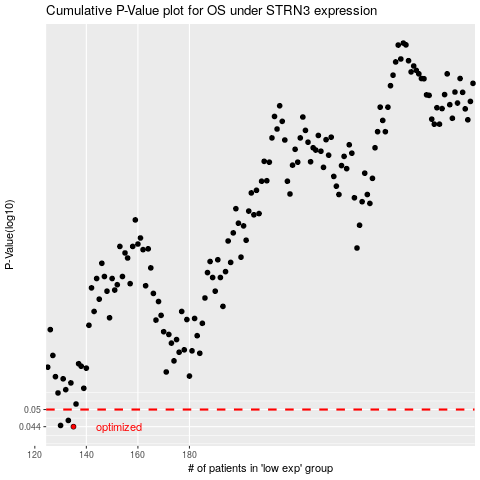 Cumulative P-Value plot for OS under STRN3 expression
P-Value(log10)
0.05
0.044
optimized
120 140 160 180
# of patients in 'low exp' group